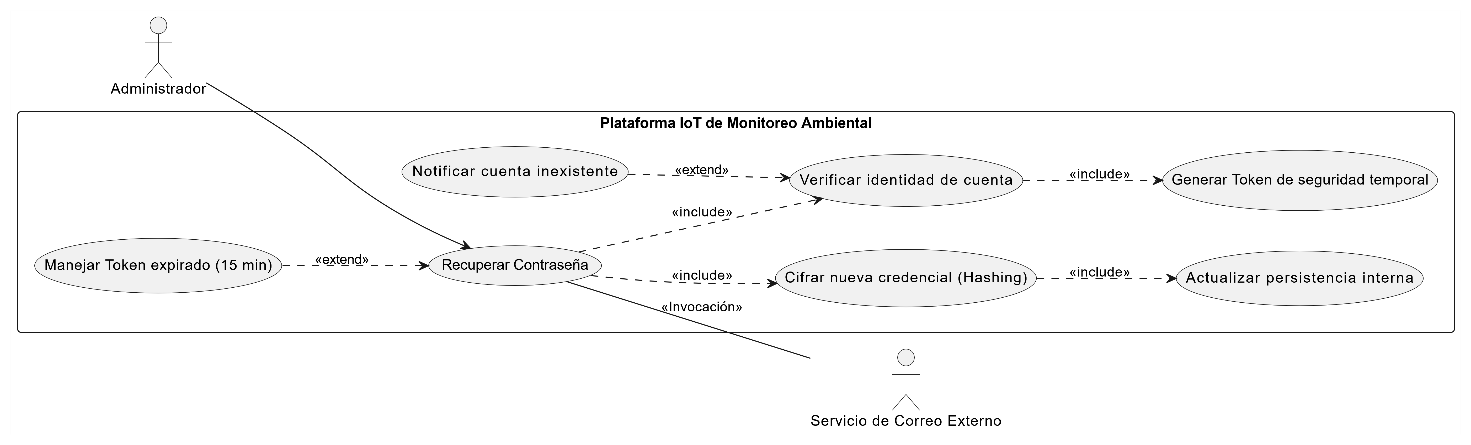 Administrador
Plataforma IoT de Monitoreo Ambiental
Notificar cuenta inexistente
«extend»
Verificar identidad de cuenta
«include»
Generar Token de seguridad temporal
«include»
Manejar Token expirado (15 min)
«extend»
Recuperar Contraseña
«include»
Cifrar nueva credencial (Hashing)
«include»
Actualizar persistencia interna
«Invocación»
Servicio de Correo Externo